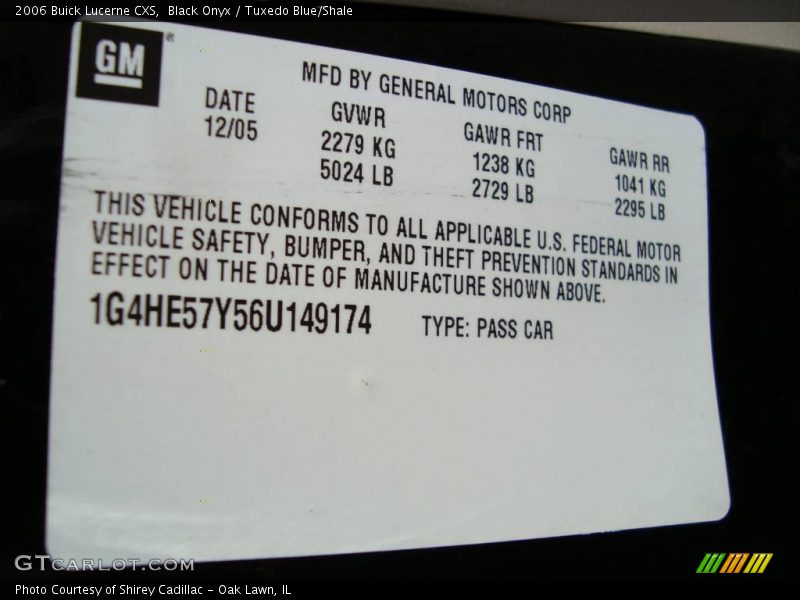 2006 Buick Lucerne CXS, Black Onyx / Tuxedo Blue/Shale
GM®
MFD BY GENERAL MOTORS CORP
DATE GVWR GAWR FRT GAWR RR
12/05 2279 KG 1238 KG 1041 KG
5024 LB 2729 LB 2295 LB
THIS VEHICLE CONFORMS TO ALL APPLICABLE U.S. FEDERAL MOTOR
VEHICLE SAFETY, BUMPER, AND THEFT PREVENTION STANDARDS IN
EFFECT ON THE DATE OF MANUFACTURE SHOWN ABOVE.
1G4HE57Y56U149174 TYPE: PASS CAR
GTCARLOT.COM
Photo Courtesy of Shirey Cadillac - Oak Lawn, IL